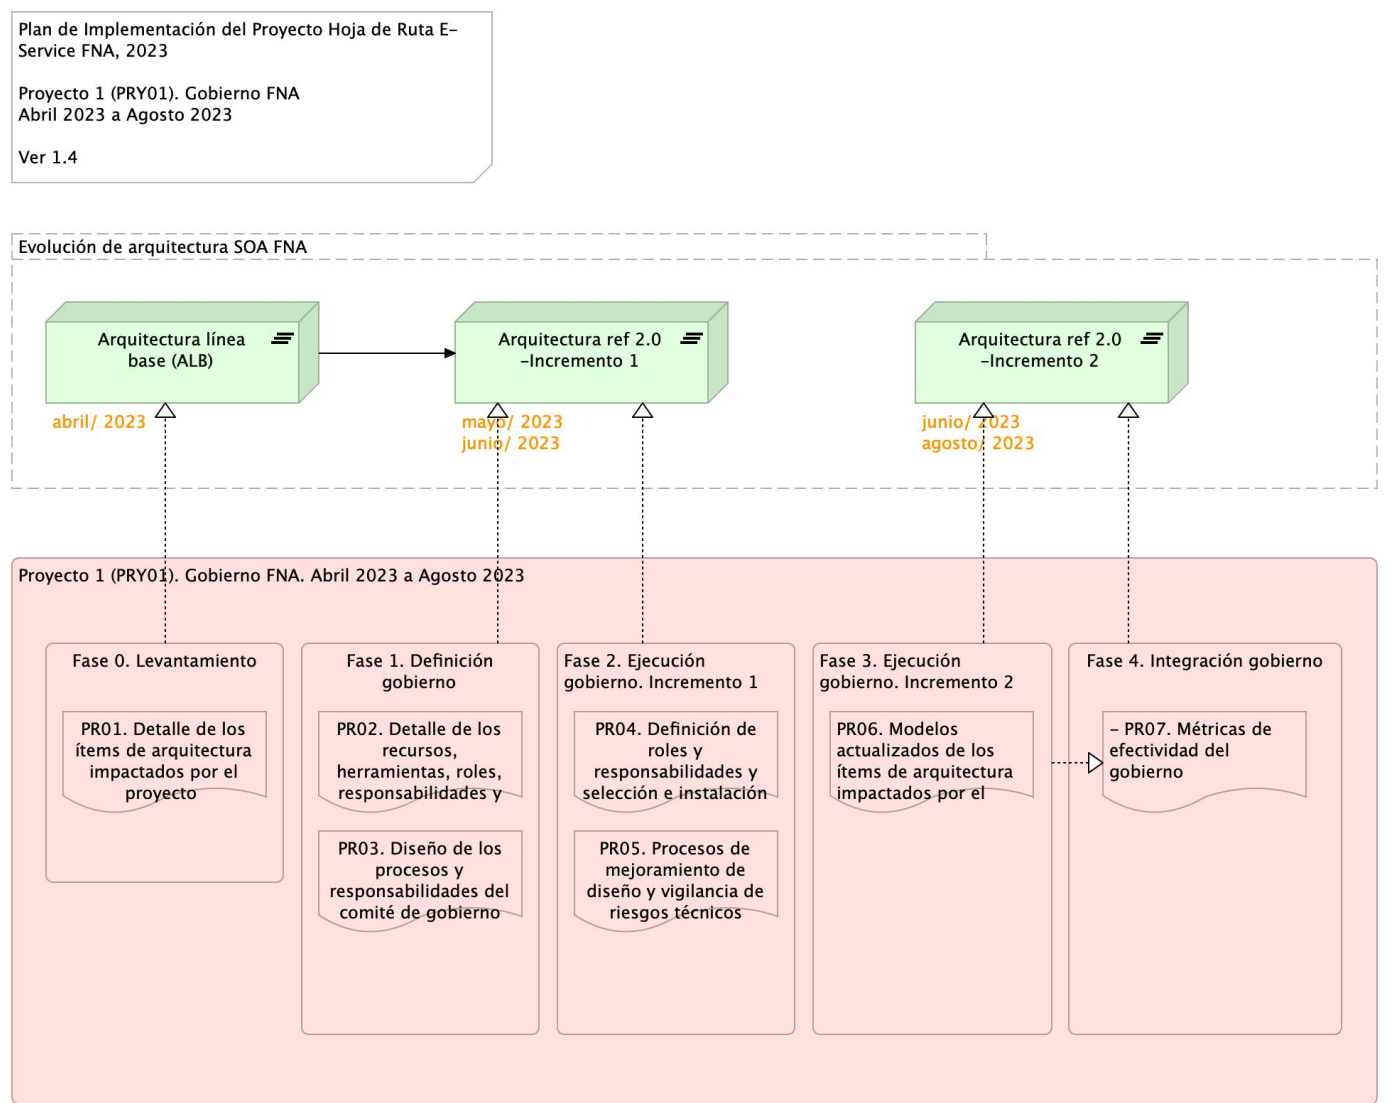 Plan de Implementación del Proyecto Hoja de Ruta E-
Service FNA, 2023
Proyecto 1 (PRY01). Gobierno FNA
Abril 2023 a Agosto 2023
Ver 1.4
Evolución de arquitectura SOA FNA
Arquitectura línea
base (ALB)
Arquitectura ref 2.0
-Incremento 1
Arquitectura ref 2.0
-Incremento 2
abril/ 2023
mayo/ 2023
junio/ 2023
junio/ 2023
agosto/ 2023
Proyecto 1 (PRY01). Gobierno FNA. Abril 2023 a Agosto 2023
Fase 0. Levantamiento
PR01. Detalle de los
ítems de arquitectura
impactados por el
proyecto
Fase 1. Definición
gobierno
PR02. Detalle de los
recursos,
herramientas, roles,
responsabilidades y
PR03. Diseño de los
procesos y
responsabilidades del
comité de gobierno
Fase 2. Ejecución
gobierno. Incremento 1
PR04. Definición de
roles y
responsabilidades y
selección e instalación
PR05. Procesos de
mejoramiento de
diseño y vigilancia de
riesgos técnicos
Fase 3. Ejecución
gobierno. Incremento 2
PR06. Modelos
actualizados de los
ítems de arquitectura
impactados por el
Fase 4. Integración gobierno
- PR07. Métricas de
efectividad del
gobierno